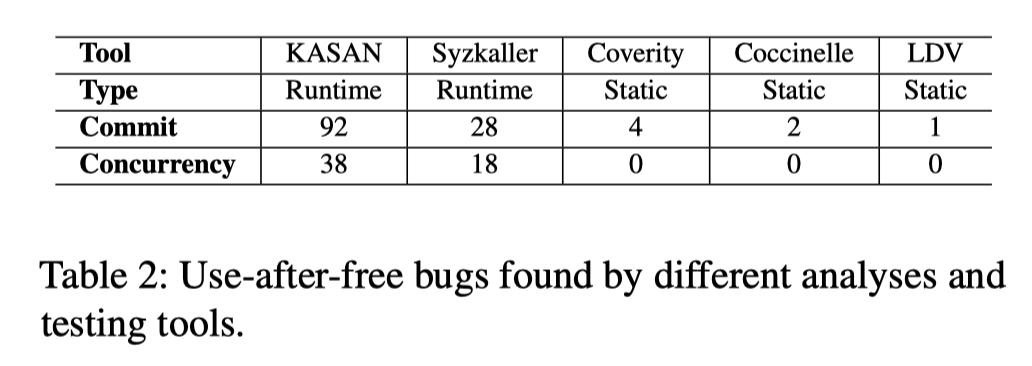 Tool KASAN Syzkaller Coverity Coccinelle LDV
Type Runtime Runtime Static Static Static
Commit 92 28 4 2 1
Concurrency 38 18 0 0 0
Table 2: Use-after-free bugs found by different analyses and
testing tools.